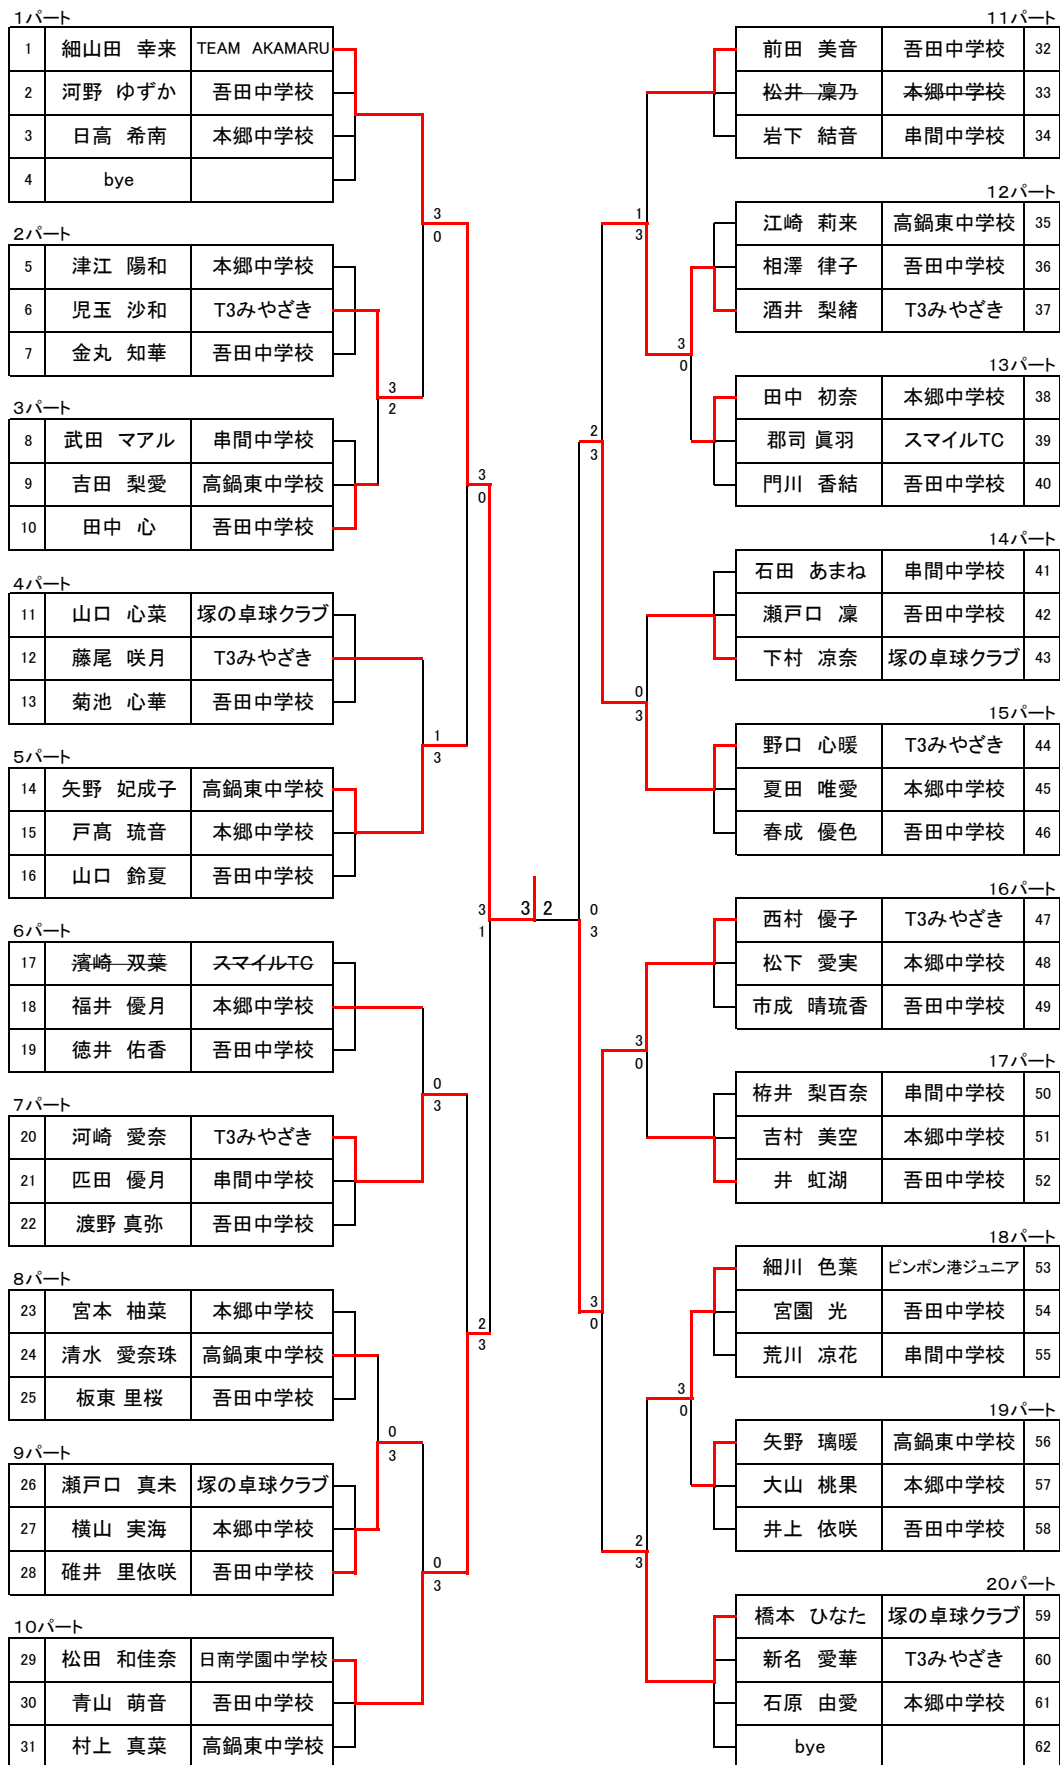 1パート
1 細山田 幸来 TEAM AKAMARU
2 河野 ゆずか 吾田中学校
3 日高 希南 本郷中学校
4 bye
3
0
2パート
5 津江 陽和 本郷中学校
6 児玉 沙和 T3みやざき
7 金丸 知華 吾田中学校
3
2
3パート
8 武田 マアル 串間中学校
9 吉田 梨愛 高鍋東中学校
10 田中 心 吾田中学校
3
0
4パート
11 山口 心菜 塚の卓球クラブ
12 藤尾 咲月 T3みやざき
13 菊池 心華 吾田中学校
1
3
5パート
14 矢野 妃成子 高鍋東中学校
15 戸髙 琉音 本郷中学校
16 山口 鈴夏 吾田中学校
3
1
6パート
17 濱崎 双葉 スマイルTC
18 福井 優月 本郷中学校
19 徳井 佑香 吾田中学校
0
3
7パート
20 河崎 愛奈 T3みやざき
21 匹田 優月 串間中学校
22 渡野 真弥 吾田中学校
8パート
23 宮本 柚菜 本郷中学校
24 清水 愛奈珠 高鍋東中学校
25 板東 里桜 吾田中学校
2
3
0
3
9パート
26 瀬戸口 真未 塚の卓球クラブ
27 横山 実海 本郷中学校
28 碓井 里依咲 吾田中学校
0
3
10パート
29 松田 和佳奈 日南学園中学校
30 青山 萌音 吾田中学校
31 村上 真菜 高鍋東中学校
3 2
11パート
前田 美音 吾田中学校 32
松井 凜乃 本郷中学校 33
岩下 結音 串間中学校 34
1
3
12パート
江崎 莉来 高鍋東中学校 35
相澤 律子 吾田中学校 36
酒井 梨緒 T3みやざき 37
3
0
13パート
田中 初奈 本郷中学校 38
郡司 眞羽 スマイルTC 39
門川 香結 吾田中学校 40
2
3
14パート
石田 あまね 串間中学校 41
瀬戸口 凜 吾田中学校 42
下村 凉奈 塚の卓球クラブ 43
0
3
15パート
野口 心暖 T3みやざき 44
夏田 唯愛 本郷中学校 45
春成 優色 吾田中学校 46
0
3
16パート
西村 優子 T3みやざき 47
松下 愛実 本郷中学校 48
市成 晴琉香 吾田中学校 49
3
0
17パート
栫井 梨百奈 串間中学校 50
吉村 美空 本郷中学校 51
井 虹湖 吾田中学校 52
18パート
細川 色葉 ピンポン港ジュニア 53
宮園 光 吾田中学校 54
荒川 凉花 串間中学校 55
3
0
3
0
19パート
矢野 璃暖 高鍋東中学校 56
大山 桃果 本郷中学校 57
井上 依咲 吾田中学校 58
2
3
20パート
橋本 ひなた 塚の卓球クラブ 59
新名 愛華 T3みやざき 60
石原 由愛 本郷中学校 61
bye 62